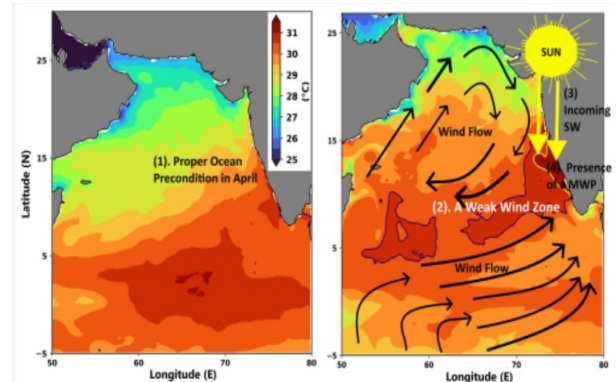 25
15
5
-5
Latitude (N)
50
60
70
80
Longitude (E)
(1). Proper Ocean
Precondition in April
31
30
29
28
27
26
25
(°C)
25
15
5
-5
50
60
70
80
Longitude (E)
SUN
(3)
Incoming
SW
Wind Flow
(4). Presence
of a MWP
(2). A Weak Wind Zone
Wind Flow